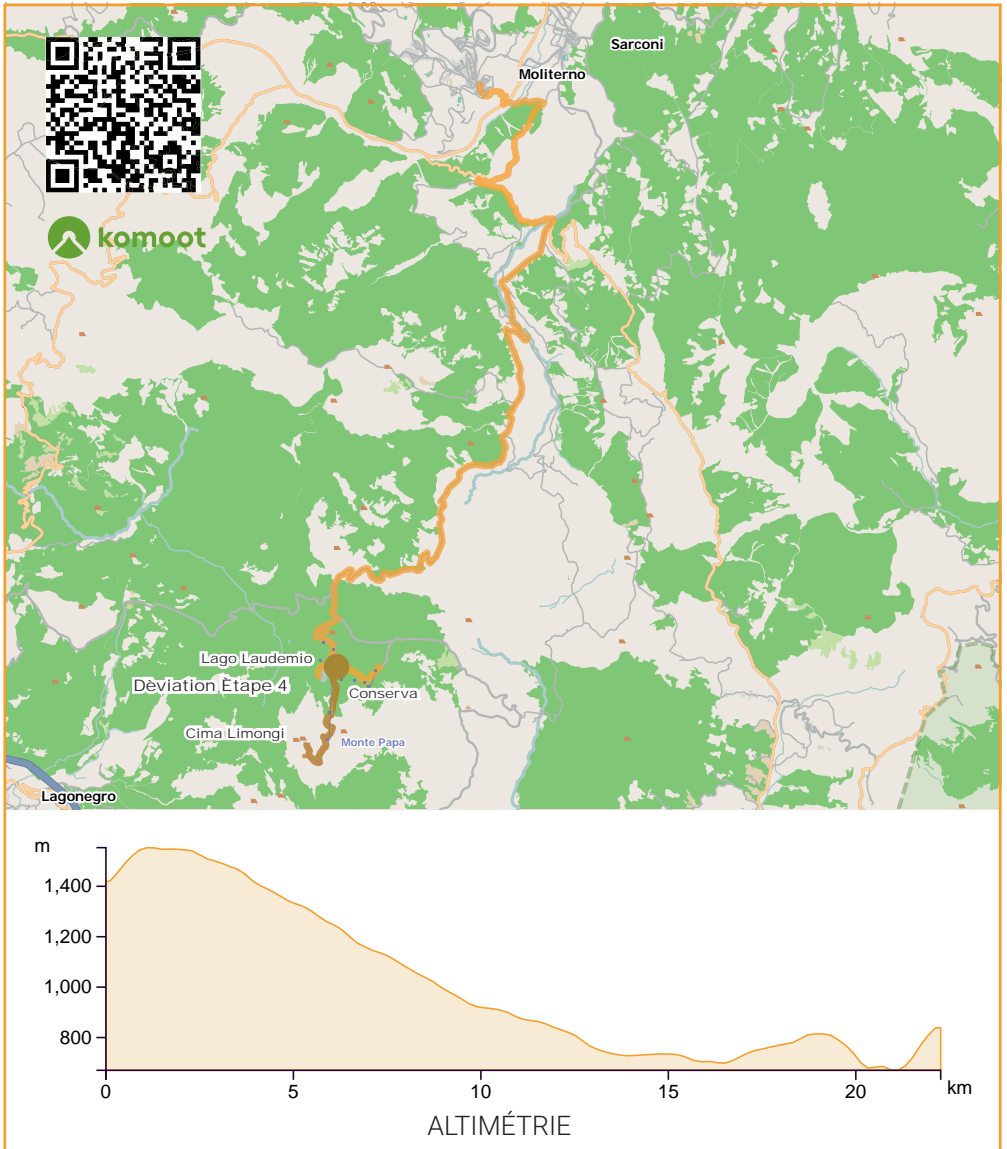 Sarconi
Moliterno
komoot
Lago Laudemio
Dèviation Ètape 4
Conserva
Cima Limongi
Monte Papa
Lagonegro
m
1,400
1,200
1,000
800
0
5
10
15
20
km
ALTIMÉTRIE